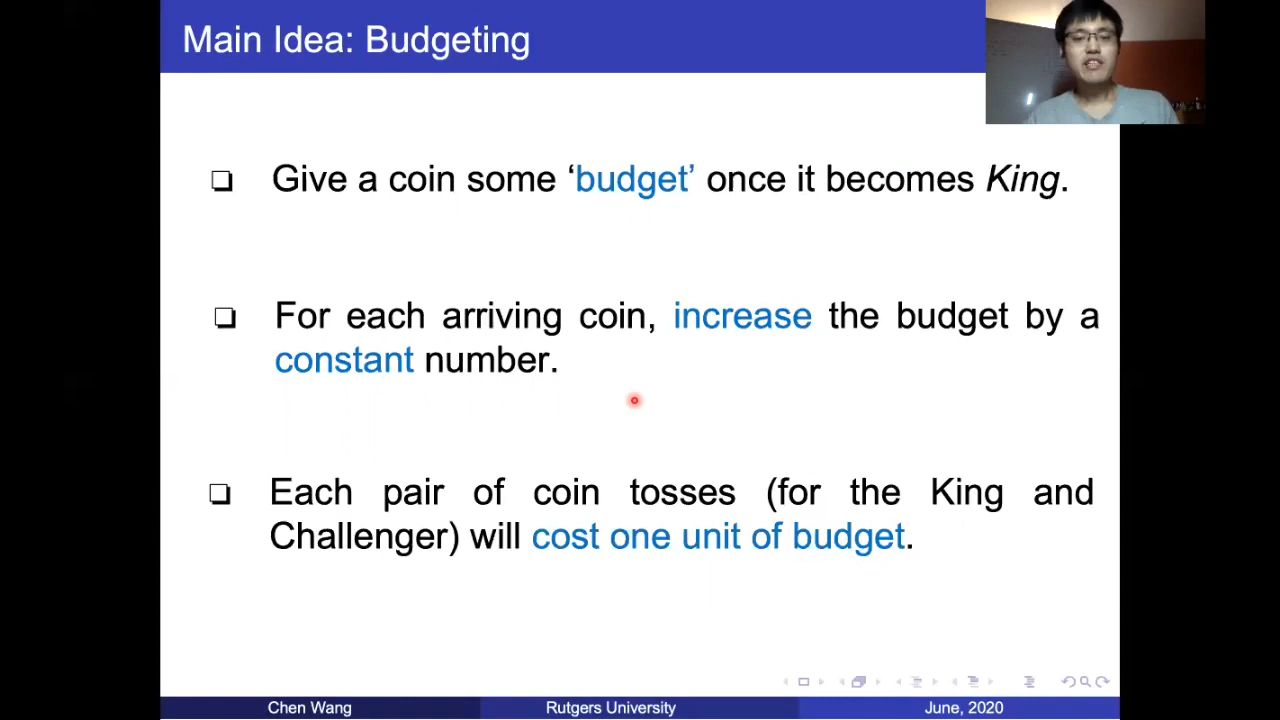 Main Idea: Budgeting
❏ Give a coin some ‘budget’ once it becomes King.
❏ For each arriving coin, increase the budget by a
constant number.
❏ Each pair of coin tosses (for the King and
Challenger) will cost one unit of budget.
Chen Wang Rutgers University June, 2020